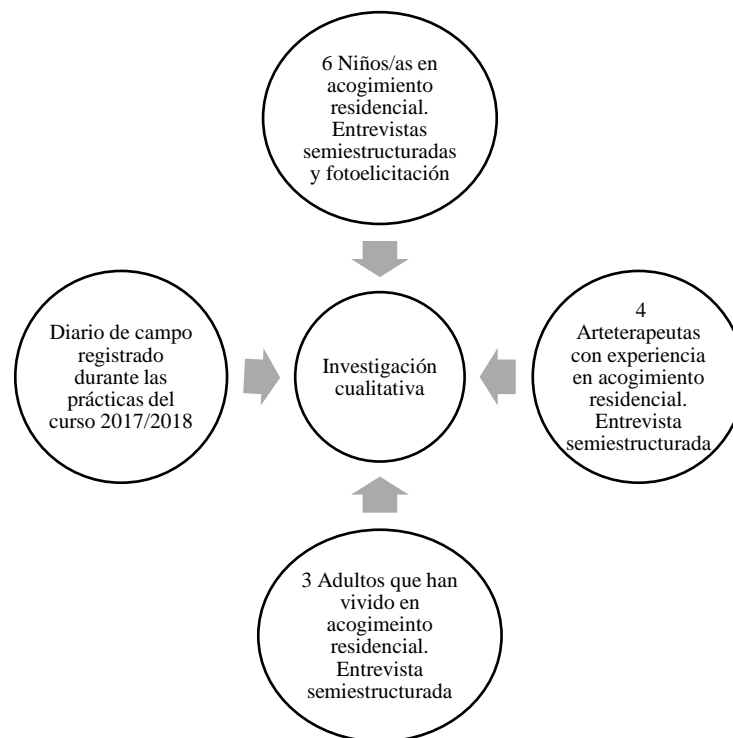 6 Niños/as en
acogimiento
residencial.
Entrevistas
semiestructuradas
y fotoelicitación
Diario de campo
registrado
durante las
prácticas del
curso 2017/2018
Investigación
cualitativa
4
Arteterapeutas
con experiencia
en acogimiento
residencial.
Entrevista
semiestructurada
3 Adultos que han
vivido en
acogimeinto
residencial.
Entrevista
semiestructurada